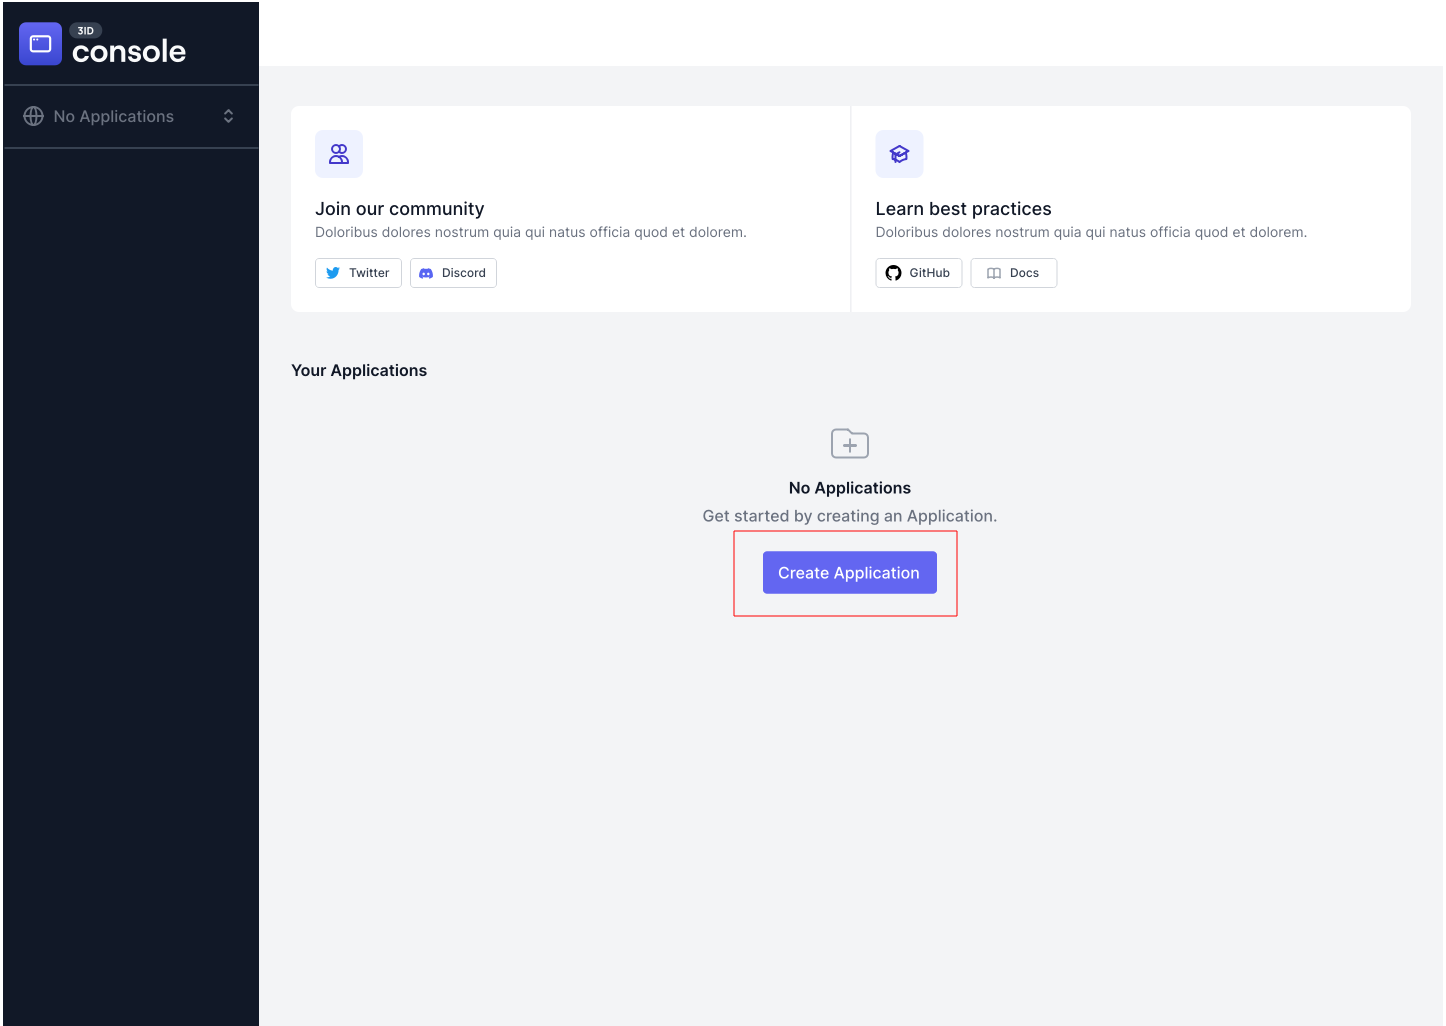 3ID
console
No Applications
Join our community
Doloribus dolores nostrum quia qui natus officia quod et dolorem.
Twitter
Discord
Learn best practices
Doloribus dolores nostrum quia qui natus officia quod et dolorem.
GitHub
Docs
Your Applications
No Applications
Get started by creating an Application.
Create Application